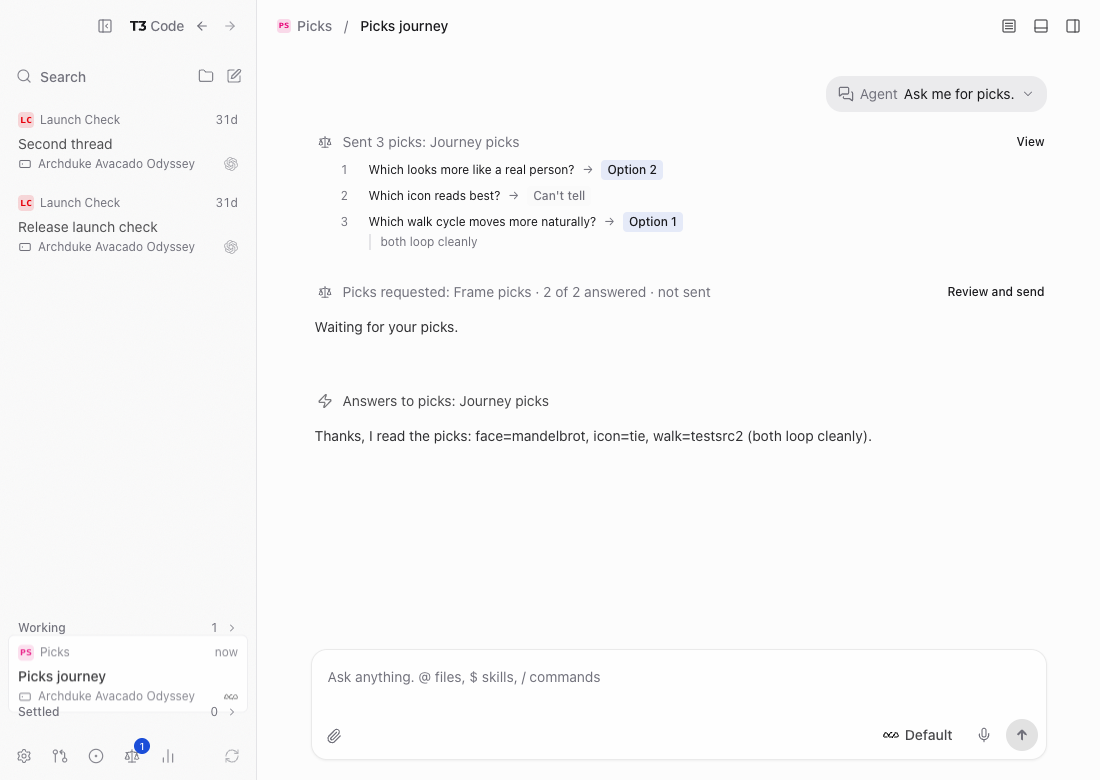 T3 Code
Search
LC Launch Check 31d
Second thread
Archduke Avacado Odyssey
LC Launch Check 31d
Release launch check
Archduke Avacado Odyssey
Working 1
PS Picks now
Picks journey
Archduke Avacado Odyssey
Settled 0
1
PS Picks / Picks journey
Agent Ask me for picks.
Sent 3 picks: Journey picks View
1 Which looks more like a real person? → Option 2
2 Which icon reads best? → Can't tell
3 Which walk cycle moves more naturally? → Option 1
both loop cleanly
Picks requested: Frame picks · 2 of 2 answered · not sent Review and send
Waiting for your picks.
Answers to picks: Journey picks
Thanks, I read the picks: face=mandelbrot, icon=tie, walk=testsrc2 (both loop cleanly).
Ask anything. @ files, $ skills, / commands
Default